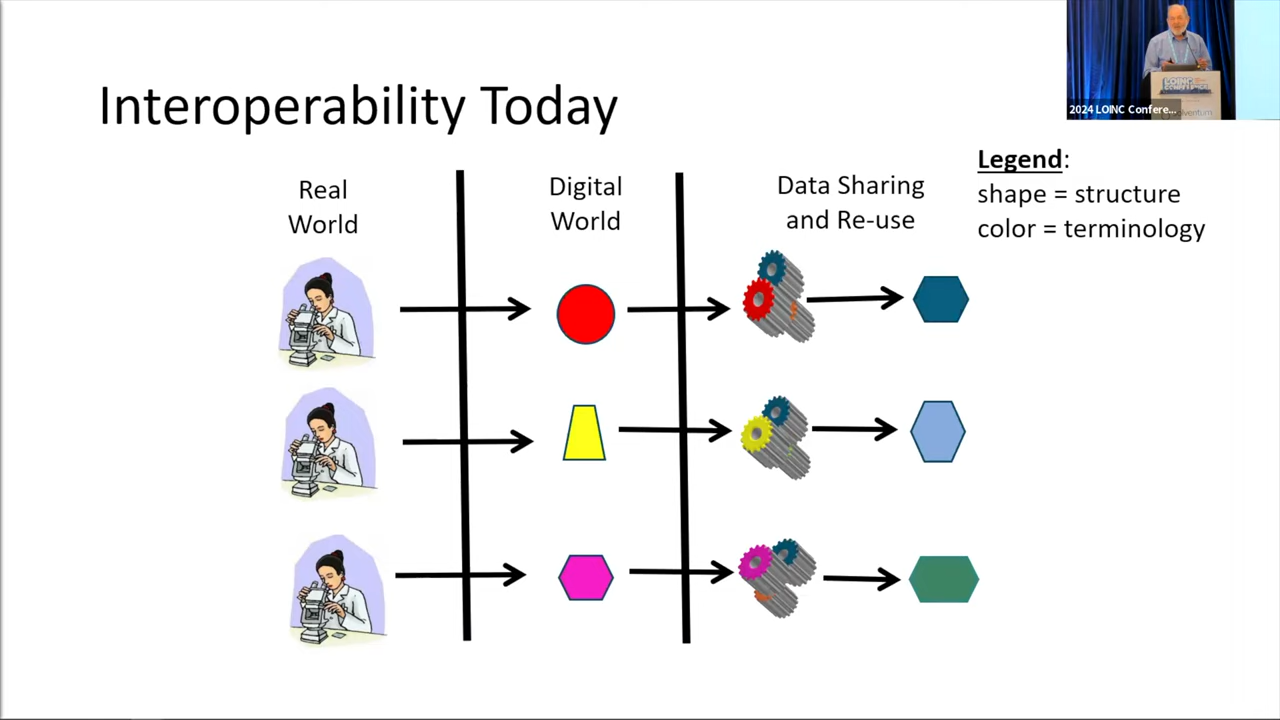 Interoperability Today
Real
World
Digital
World
Data Sharing
and Re-use
Legend:
shape = structure
color = terminology
2024 LOINC Confere...
LOINC